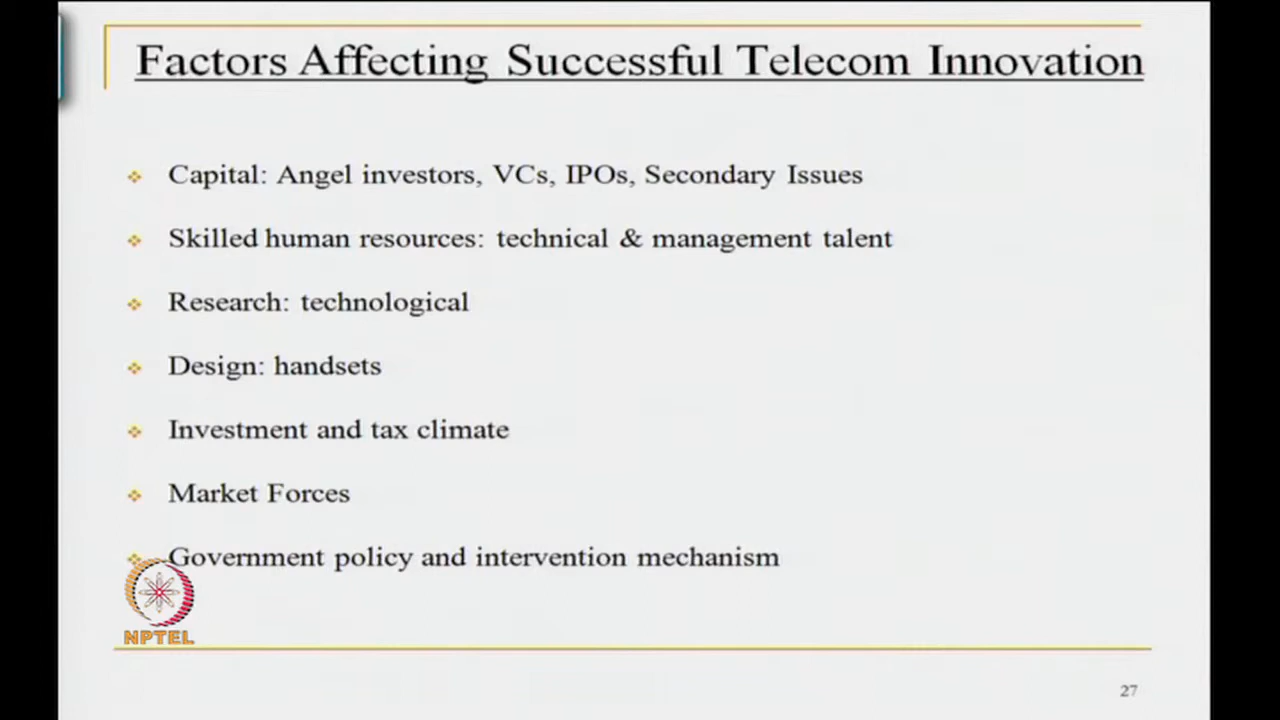 Factors Affecting Successful Telecom Innovation
Capital: Angel investors, VCs, IPOs, Secondary Issues
Skilled human resources: technical & management talent
Research: technological
Design: handsets
Investment and tax climate
Market Forces
Government policy and intervention mechanism
NPTEL
27